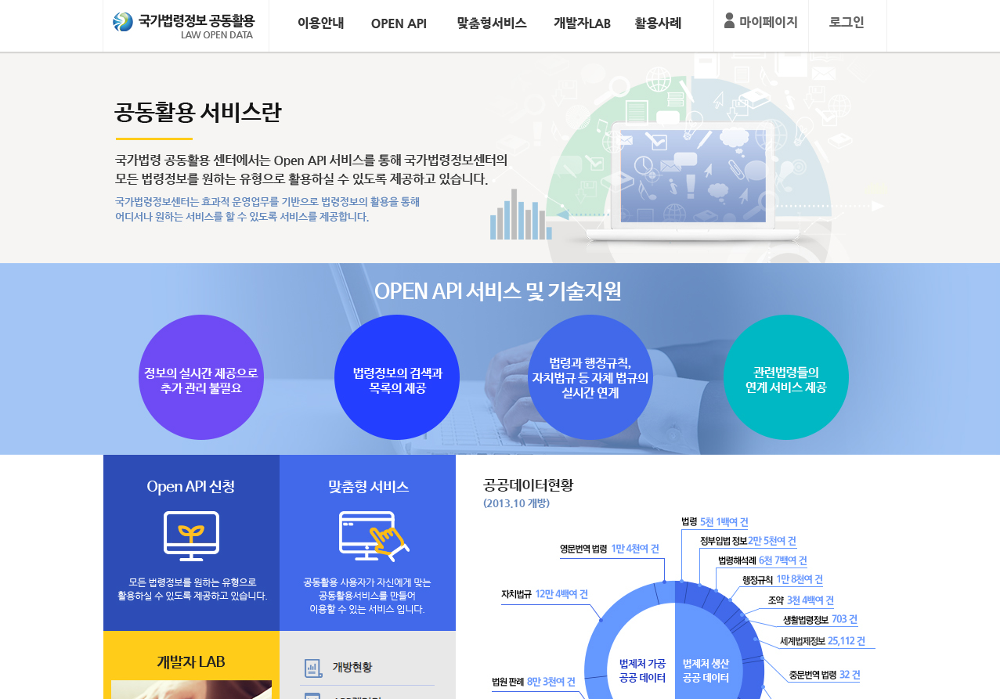 국가법령정보 공동활용
LAW OPEN DATA
이용안내
OPEN API
맞춤형서비스
개발자LAB
활용사례
마이페이지
로그인
공동활용 서비스란
국가법령 공동활용 센터에서는 Open API 서비스를 통해 국가법령정보센터의
모든 법령정보를 원하는 유형으로 활용하실 수 있도록 제공하고 있습니다.
국가법령정보센터는 효과적 운영업무를 기반으로 법령정보의 활용을 통해
어디서나 원하는 서비스를 할 수 있도록 서비스를 제공합니다.
OPEN API 서비스 및 기술지원
정보의 실시간 제공으로
추가 관리 불필요
법령정보의 검색과
목록의 제공
법령과 행정규칙,
자치법규 등 자체 법규의
실시간 연계
관련법령들의
연계 서비스 제공
Open API 신청
모든 법령정보를 원하는 유형으로
활용하실 수 있도록 제공하고 있습니다.
맞춤형 서비스
공동활용 사용자가 자신에게 맞는
공동활용서비스를 만들어
이용할 수 있는 서비스 입니다.
개발자 LAB
개방현황
공공데이터현황
(2013.10 개방)
법령 5천 1백여 건
정부입법 정보 2만 5천여 건
영문번역 법령 1만 4천여 건
법령해석례 6천 7백여 건
행정규칙 1만 8천여 건
자치법규 12만 4백여 건
조약 3천 4백여 건
생활법령정보 703 건
세계법제정보 25,112 건
법제처 가공
공공 데이터
법제처 생산
공공 데이터
중문번역 법령 32 건
법원 판례 8만 3천여 건